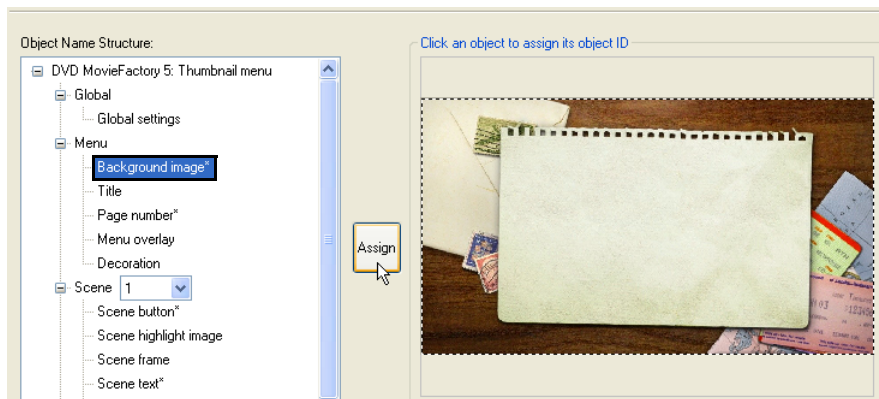 Object Name Structure:
DVD MovieFactory 5: Thumbnail menu
Global
Global settings
Menu
Background image*
Title
Page number*
Menu overlay
Decoration
Scene 1
Scene button*
Scene highlight image
Scene frame
Scene text*
Assign
Click an object to assign its object ID